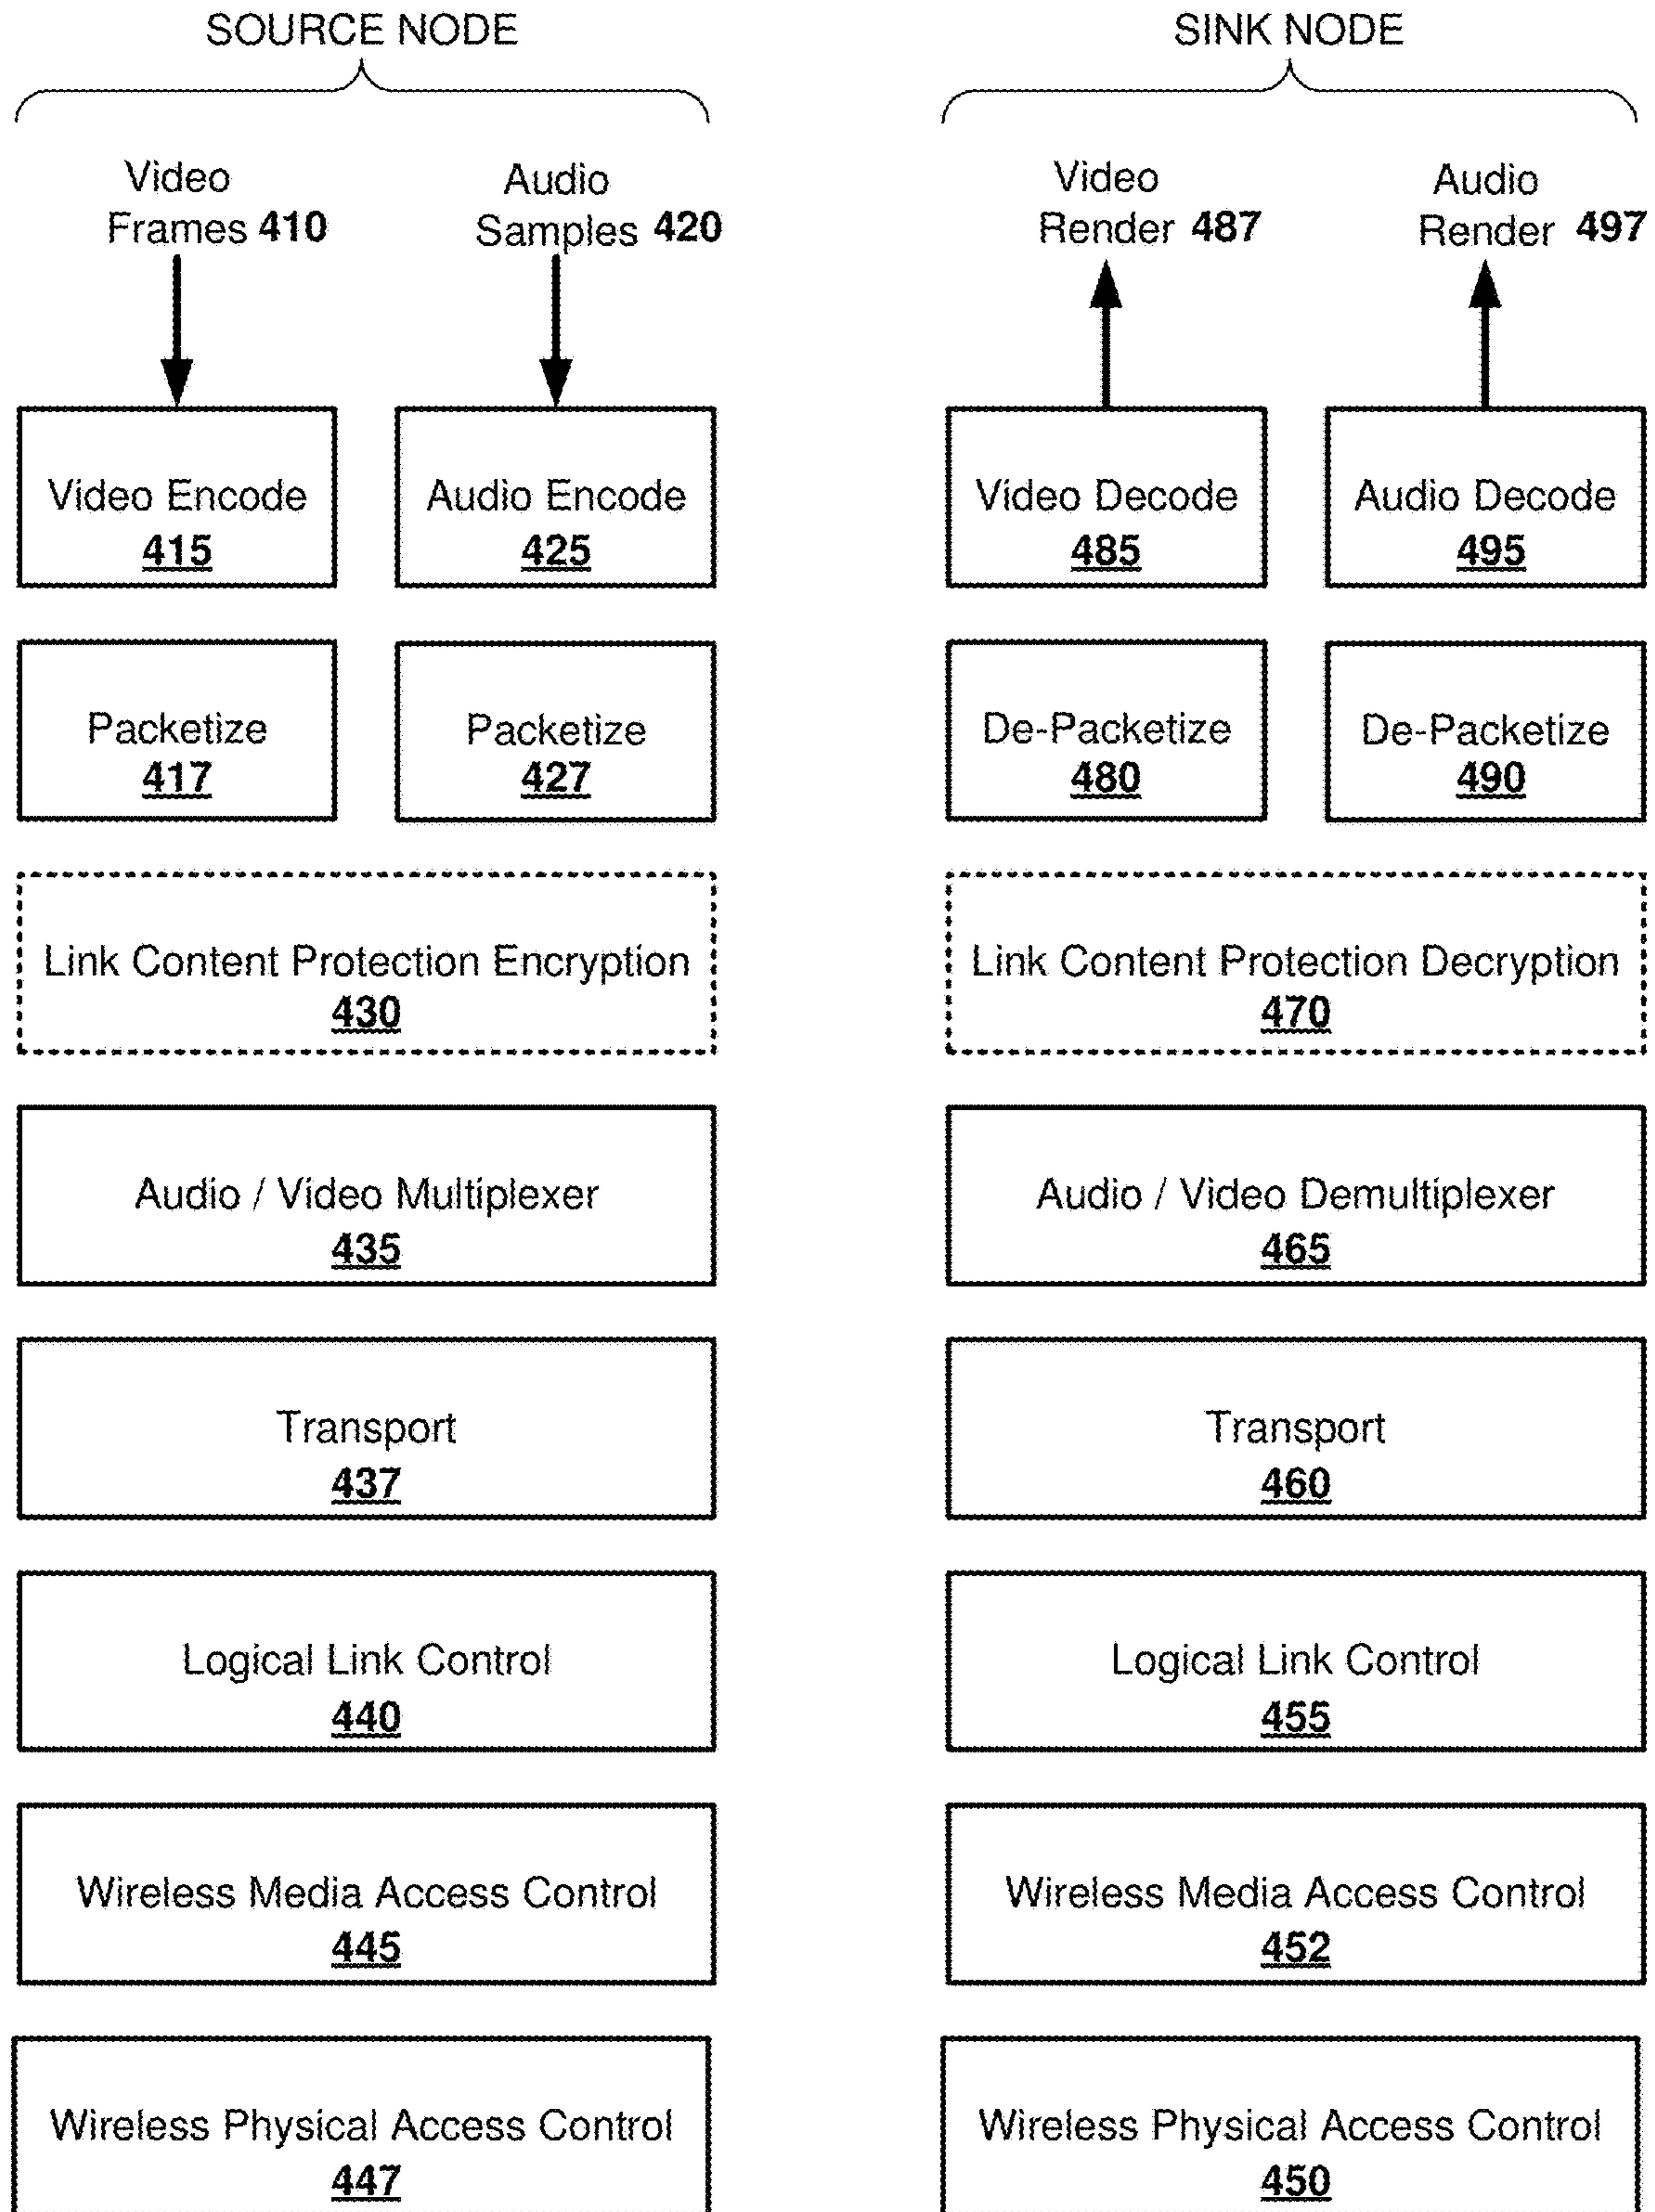 SOURCE NODE
Video
Frames 410
Audio
Samples 420
Video Encode
415
Audio Encode
425
Packetize
417
Packetize
427
Link Content Protection Encryption
430
Audio / Video Multiplexer
435
Transport
437
Logical Link Control
440
Wireless Media Access Control
445
Wireless Physical Access Control
447
SINK NODE
Video
Render 487
Audio
Render 497
Video Decode
485
Audio Decode
495
De-Packetize
480
De-Packetize
490
Link Content Protection Decryption
470
Audio / Video Demultiplexer
465
Transport
460
Logical Link Control
455
Wireless Media Access Control
452
Wireless Physical Access Control
450